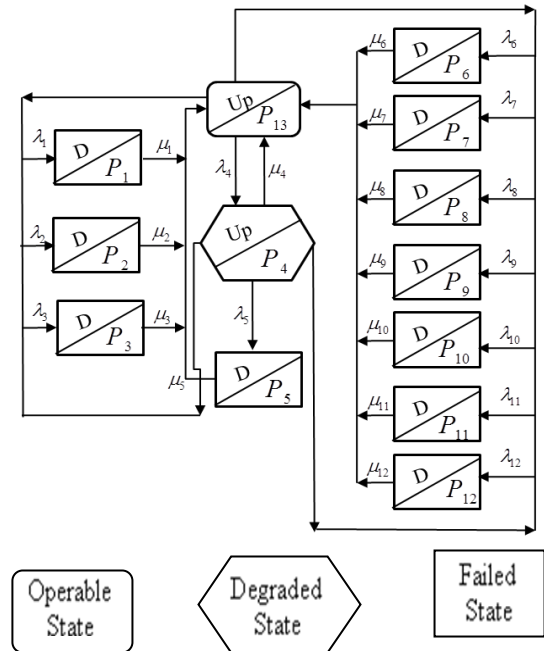 Up
P₁₃
λ₁
D
P₁
μ₁
λ₂
D
P₂
μ₂
λ₃
D
P₃
μ₃
λ₄
μ₄
Up
P₄
λ₅
D
P₅
μ₅
μ₆
D
P₆
λ₆
μ₇
D
P₇
λ₇
μ₈
D
P₈
λ₈
μ₉
D
P₉
λ₉
μ₁₀
D
P₁₀
λ₁₀
μ₁₁
D
P₁₁
λ₁₁
μ₁₂
D
P₁₂
λ₁₂
Operable
State
Degraded
State
Failed
State